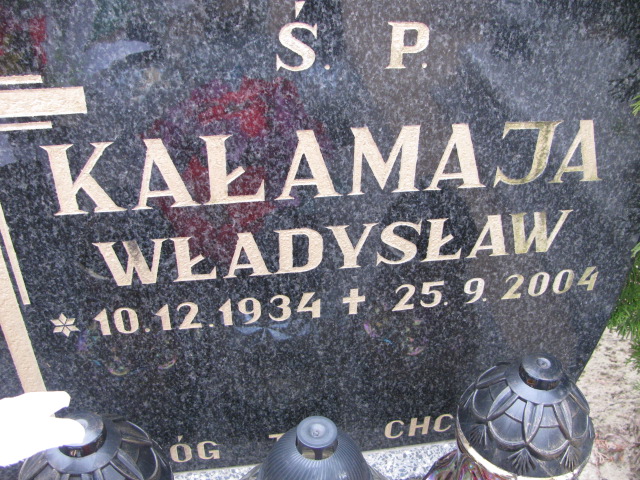 Ś. P.
KAŁAMAJA
WŁADYSŁAW
* 10.12.1934 + 25.9.2004